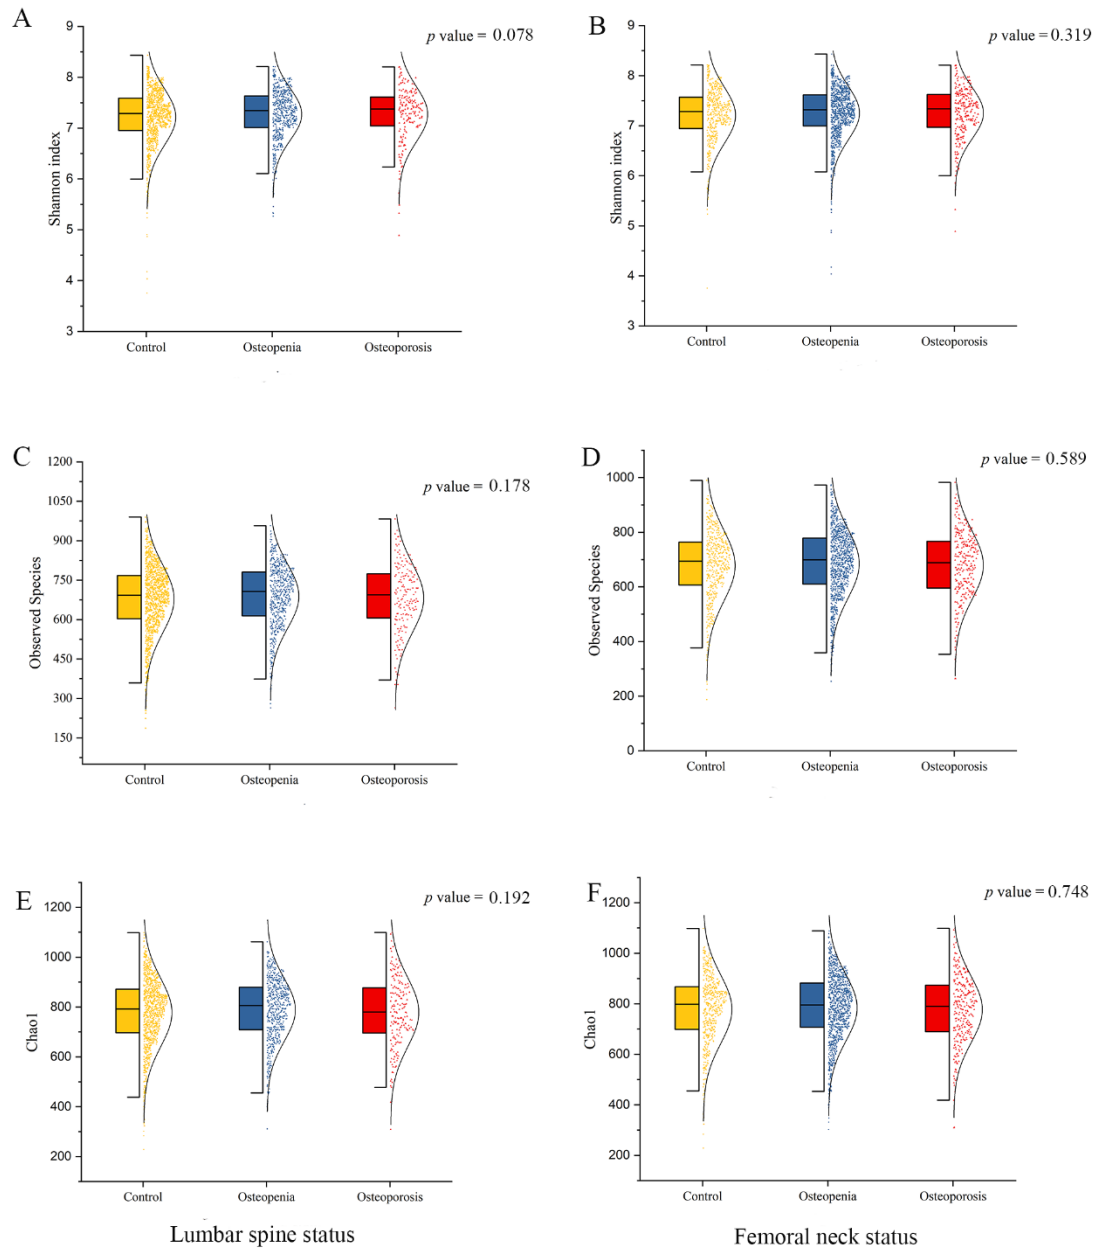 A
p value = 0.078
9
8
7
6
5
4
3
Shannon index
Control
Osteopenia
Osteoporosis
B
p value = 0.319
9
8
7
6
5
4
3
Shannon index
Control
Osteopenia
Osteoporosis
C
p value = 0.178
1200
1050
900
750
600
450
300
150
Observed Species
Control
Osteopenia
Osteoporosis
D
p value = 0.589
1000
800
600
400
200
0
Observed Species
Control
Osteopenia
Osteoporosis
E
p value = 0.192
1200
1000
800
600
400
200
Chao1
Control
Osteopenia
Osteoporosis
Lumbar spine status
F
p value = 0.748
1200
1000
800
600
400
200
Chao1
Control
Osteopenia
Osteoporosis
Femoral neck status